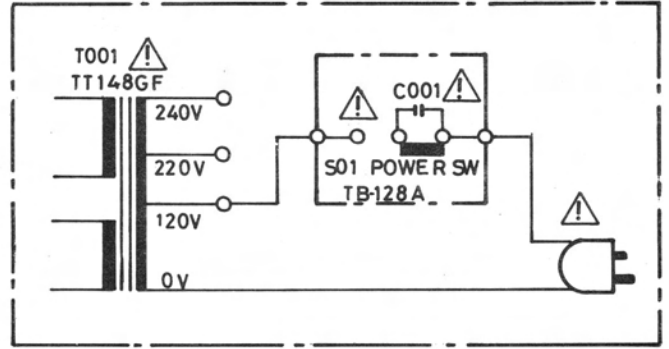 T001
TT148GF
240V
220V
120V
0V
C001
S01 POWER SW
TB-128A